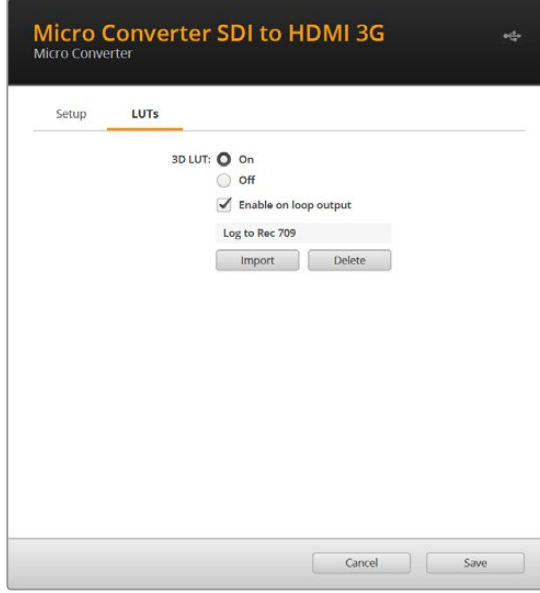 Micro Converter SDI to HDMI 3G
Micro Converter
Setup LUTs
3D LUT: On
Off
Enable on loop output
Log to Rec 709
Import Delete
Cancel Save